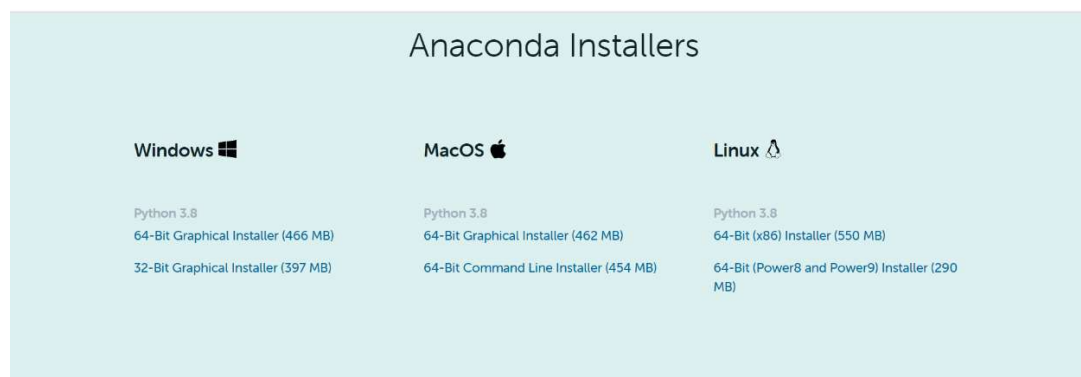 Anaconda Installers
Windows
Python 3.8
64-Bit Graphical Installer (466 MB)
32-Bit Graphical Installer (397 MB)
MacOS
Python 3.8
64-Bit Graphical Installer (462 MB)
64-Bit Command Line Installer (454 MB)
Linux
Python 3.8
64-Bit (x86) Installer (550 MB)
64-Bit (Power8 and Power9) Installer (290
MB)